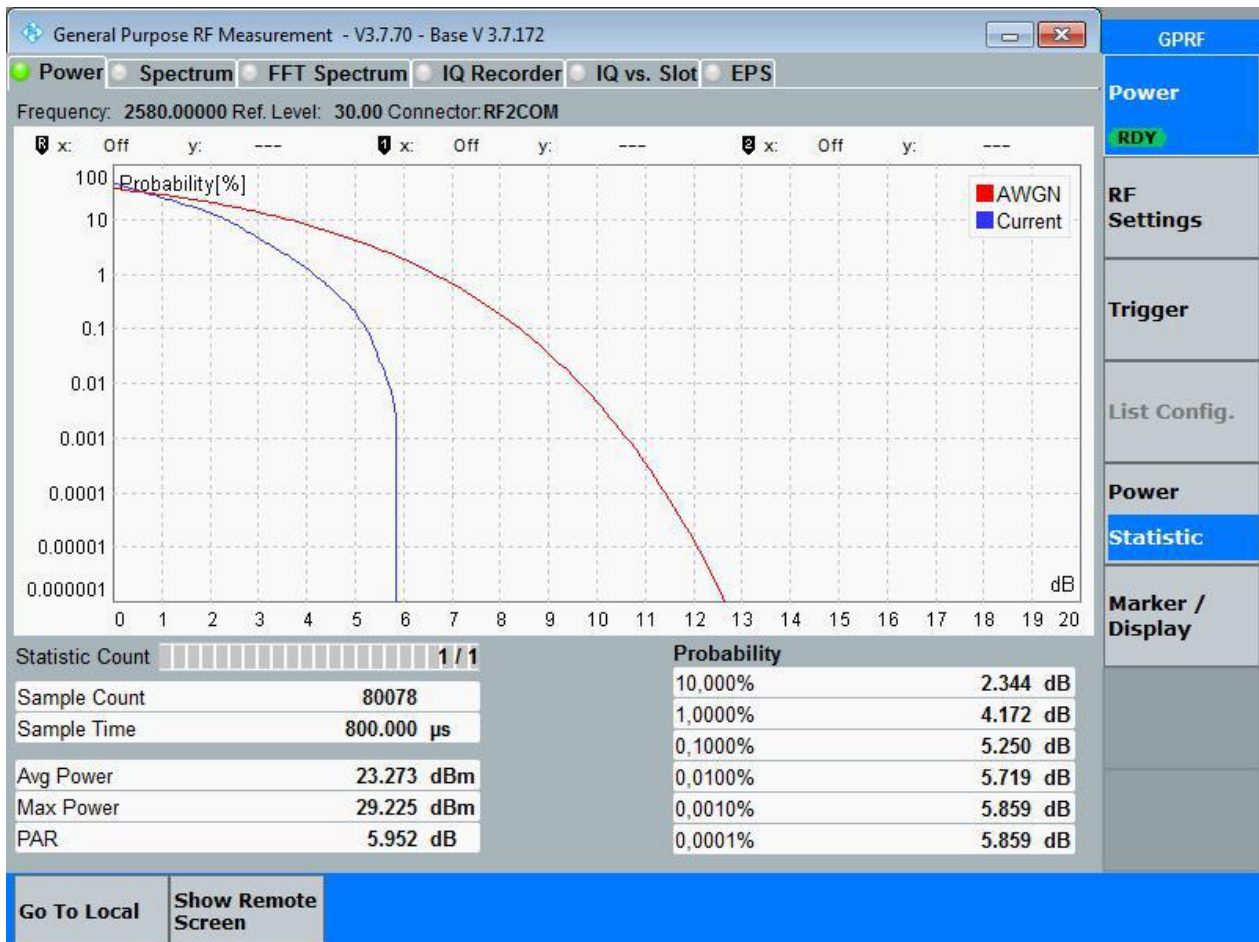 General Purpose RF Measurement - V3.7.70 - Base V 3.7.172
GPRF
Power Spectrum FFT Spectrum IQ Recorder IQ vs. Slot EPS
Frequency: 2580.00000 Ref. Level: 30.00 Connector: RF2COM
R x: Off y: --- 1 x: Off y: --- 2 x: Off y: ---
Probability[%]
100
10
1
0.1
0.01
0.001
0.0001
0.00001
0.000001
AWGN
Current
dB
0 1 2 3 4 5 6 7 8 9 10 11 12 13 14 15 16 17 18 19 20
Statistic Count 1 / 1
Sample Count 80078
Sample Time 800.000 µs
Avg Power 23.273 dBm
Max Power 29.225 dBm
PAR 5.952 dB
Probability
10,000% 2.344 dB
1,0000% 4.172 dB
0,1000% 5.250 dB
0,0100% 5.719 dB
0,0010% 5.859 dB
0,0001% 5.859 dB
Power
RDY
RF
Settings
Trigger
List Config.
Power
Statistic
Marker /
Display
Go To Local
Show Remote
Screen